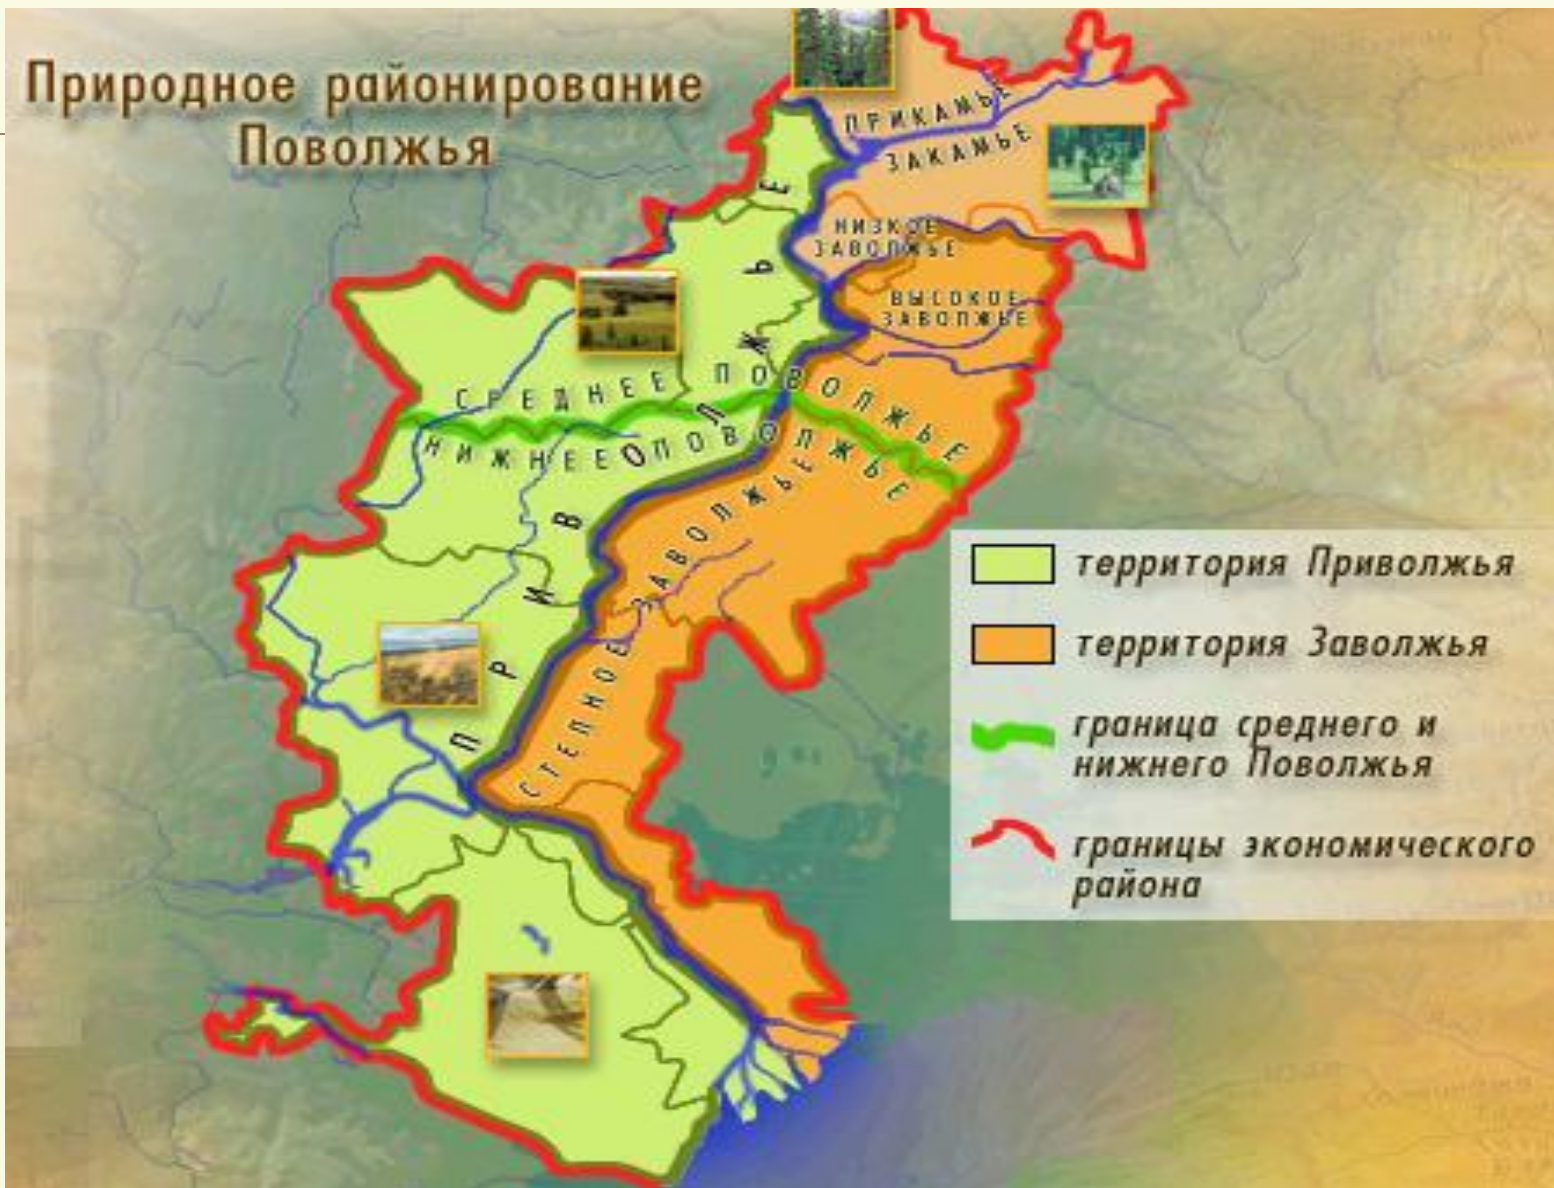 Природное районирование
Поволжья
ПРИКАМЬЕ
ЗАКАМЬЕ
НИЗКОЕ
ЗАВОЛЖЬЕ
ВЫСОКОЕ
ЗАВОЛЖЬЕ
СРЕДНЕЕ ПОВОЛЖЬЕ
НИЖНЕЕ ПОВОЛЖЬЕ
ПРИВОЛЖЬЕ
СТЕПНОЕ ЗАВОЛЖЬЕ
территория Приволжья
территория Заволжья
граница среднего и
нижнего Поволжья
границы экономического
района